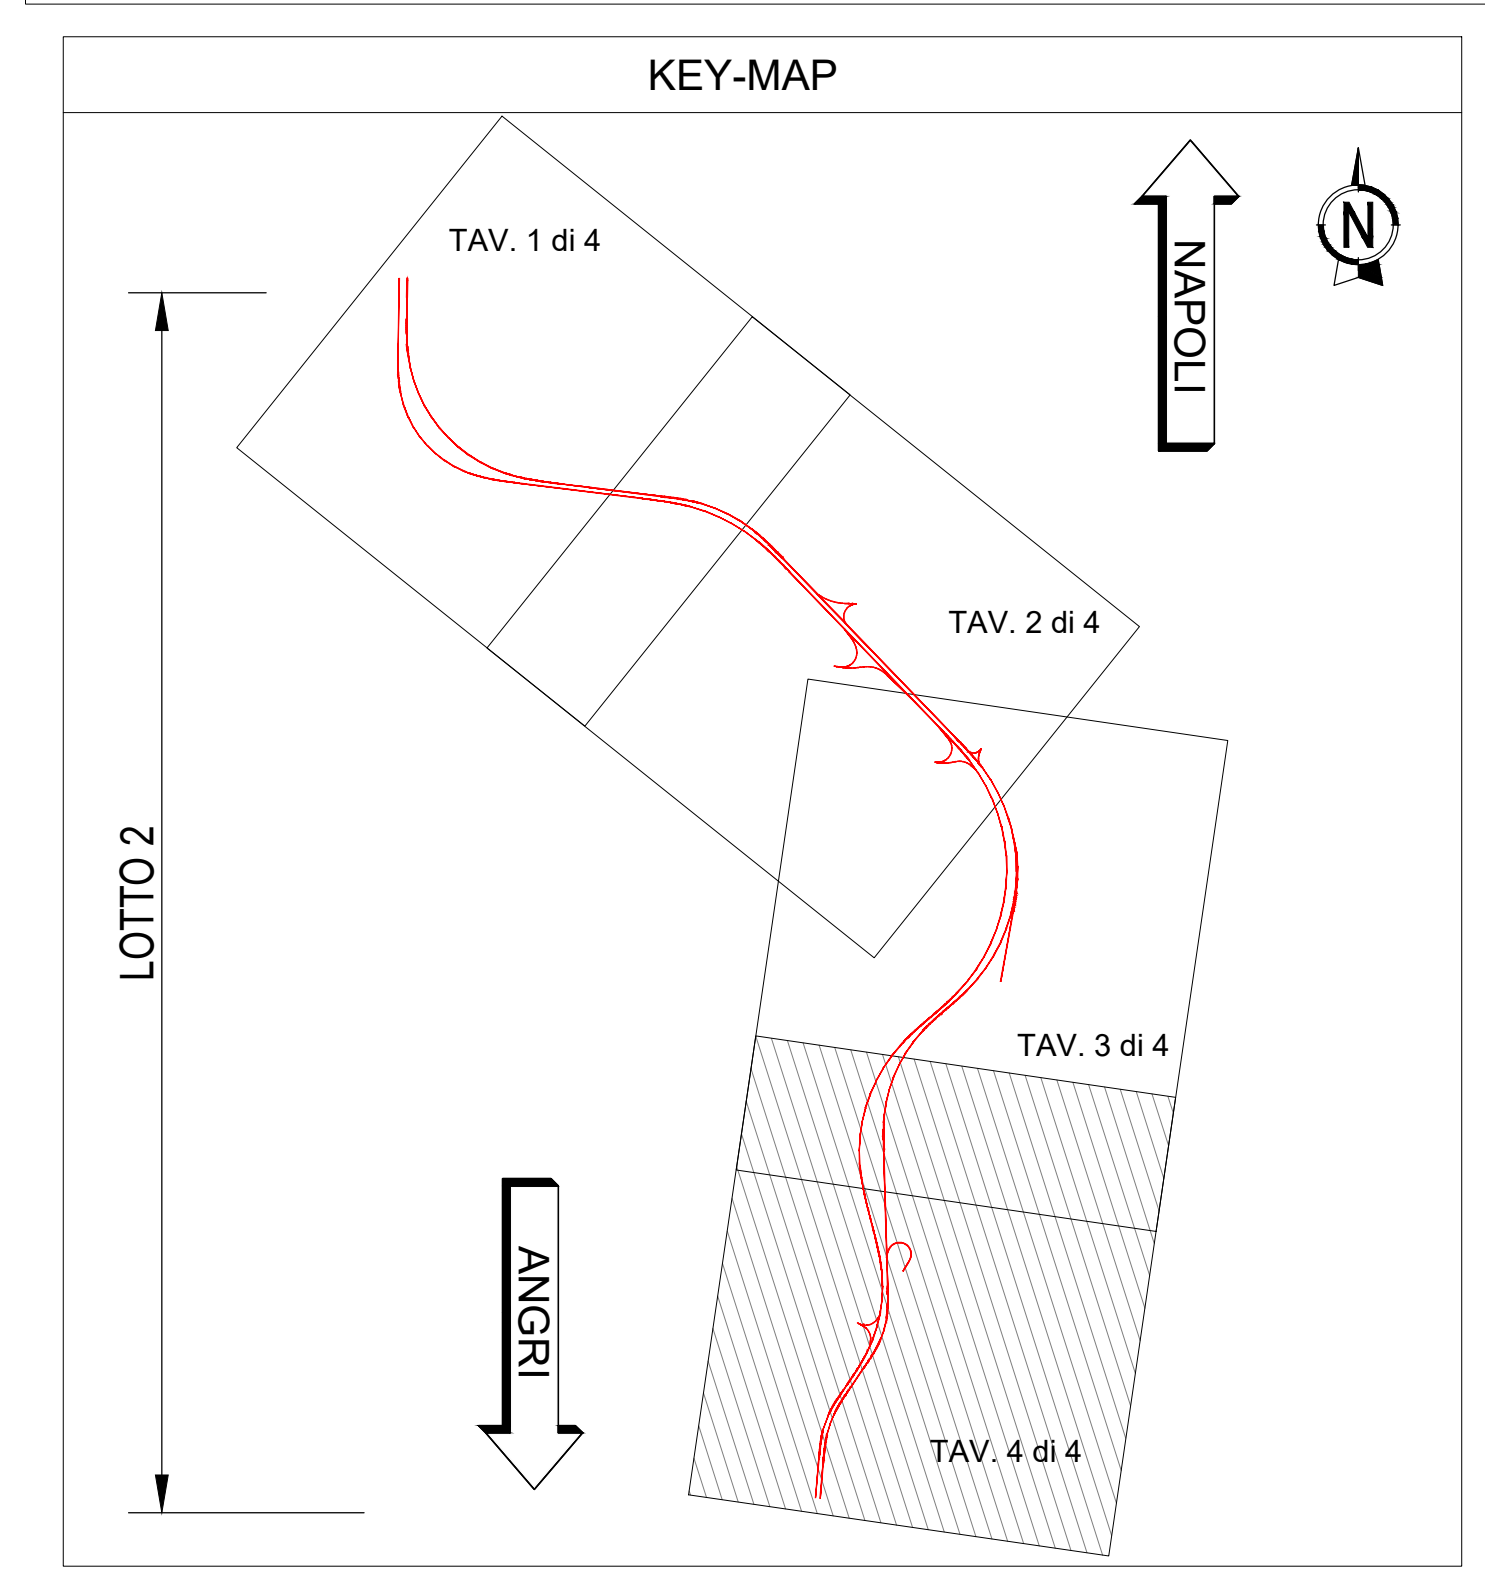 KEY-MAP
TAV. 1 di 4
N
NAPOLI
TAV. 2 di 4
LOTTO 2
TAV. 3 di 4
ANGRI
TAV. 4 di 4